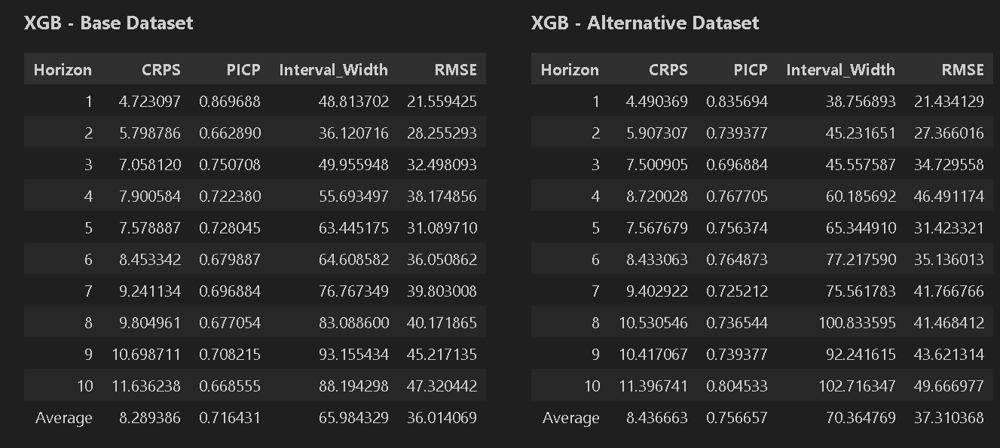 XGB - Base Dataset
Horizon CRPS PICP Interval_Width RMSE
1 4.723097 0.869688 48.813702 21.559425
2 5.798786 0.662890 36.120716 28.255293
3 7.058120 0.750708 49.955948 32.498093
4 7.900584 0.722380 55.693497 38.174856
5 7.578887 0.728045 63.445175 31.089710
6 8.453342 0.679887 64.608582 36.050862
7 9.241134 0.696884 76.767349 39.803008
8 9.804961 0.677054 83.088600 40.171865
9 10.698711 0.708215 93.155434 45.217135
10 11.636238 0.668555 88.194298 47.320442
Average 8.289386 0.716431 65.984329 36.014069
XGB - Alternative Dataset
Horizon CRPS PICP Interval_Width RMSE
1 4.490369 0.835694 38.756893 21.434129
2 5.907307 0.739377 45.231651 27.366016
3 7.500905 0.696884 45.557587 34.729558
4 8.720028 0.767705 60.185692 46.491174
5 7.567679 0.756374 65.344910 31.423321
6 8.433063 0.764873 77.217590 35.136013
7 9.402922 0.725212 75.561783 41.766766
8 10.530546 0.736544 100.833595 41.468412
9 10.417067 0.739377 92.241615 43.621314
10 11.396741 0.804533 102.716347 49.666977
Average 8.436663 0.756657 70.364769 37.310368